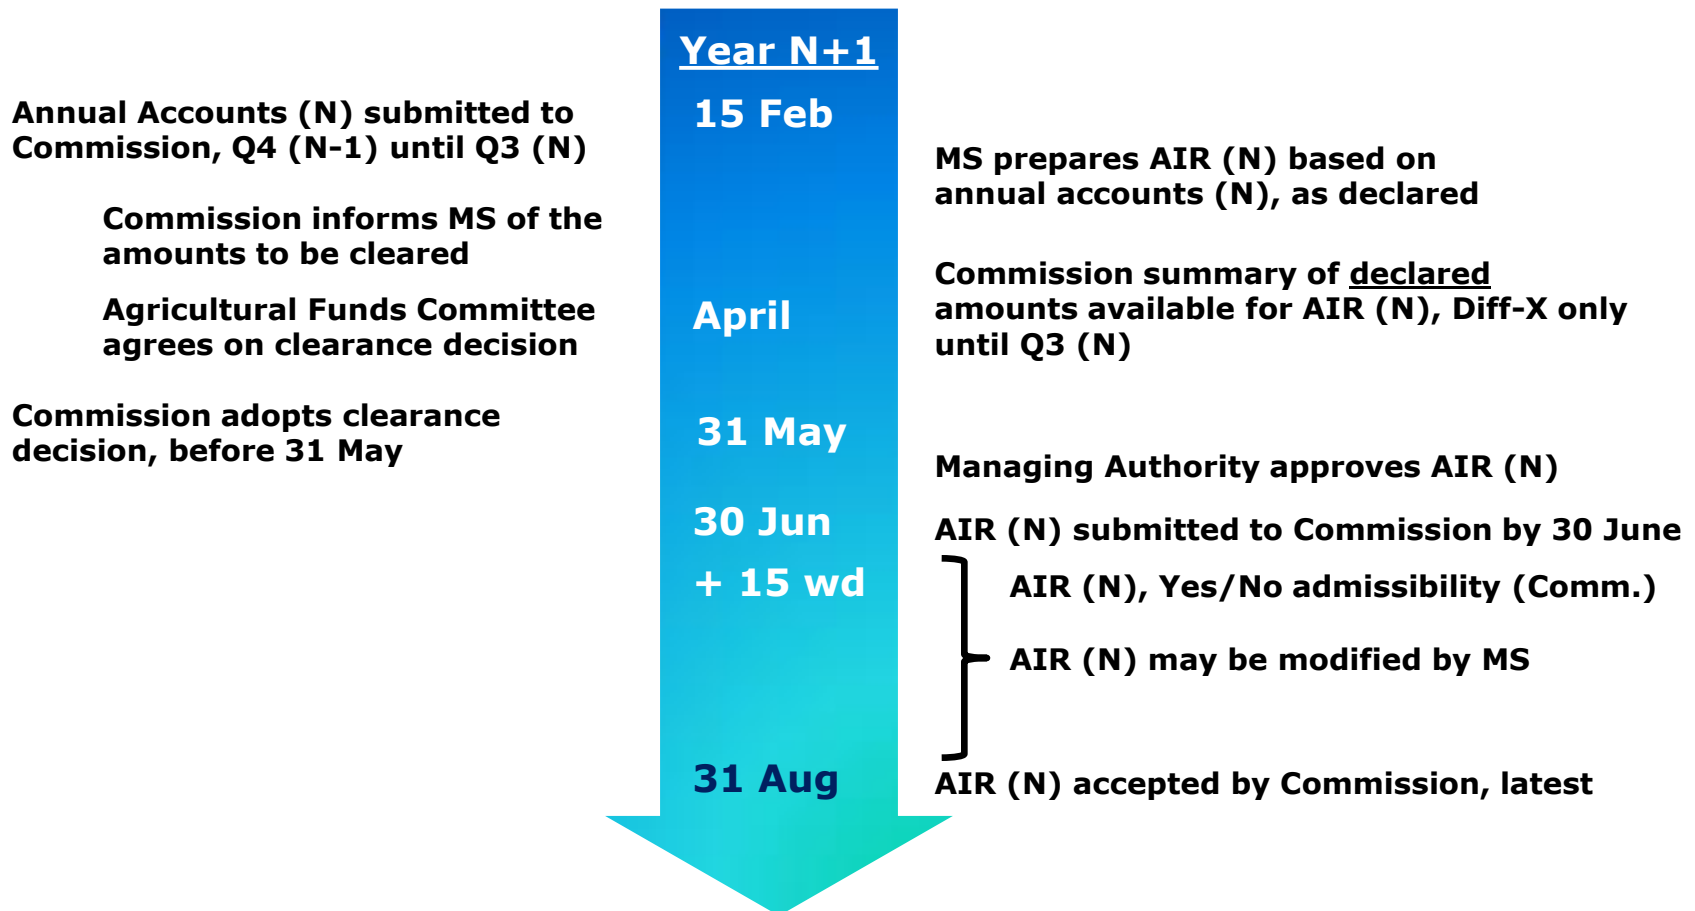 Year N+1
15 Feb
Annual Accounts (N) submitted to
Commission, Q4 (N-1) until Q3 (N)
MS prepares AIR (N) based on
annual accounts (N), as declared
Commission informs MS of the
amounts to be cleared
Agricultural Funds Committee
agrees on clearance decision
April
Commission summary of declared
amounts available for AIR (N), Diff-X only
until Q3 (N)
Commission adopts clearance
decision, before 31 May
31 May
Managing Authority approves AIR (N)
30 Jun
AIR (N) submitted to Commission by 30 June
+ 15 wd
AIR (N), Yes/No admissibility (Comm.)
AIR (N) may be modified by MS
31 Aug
AIR (N) accepted by Commission, latest